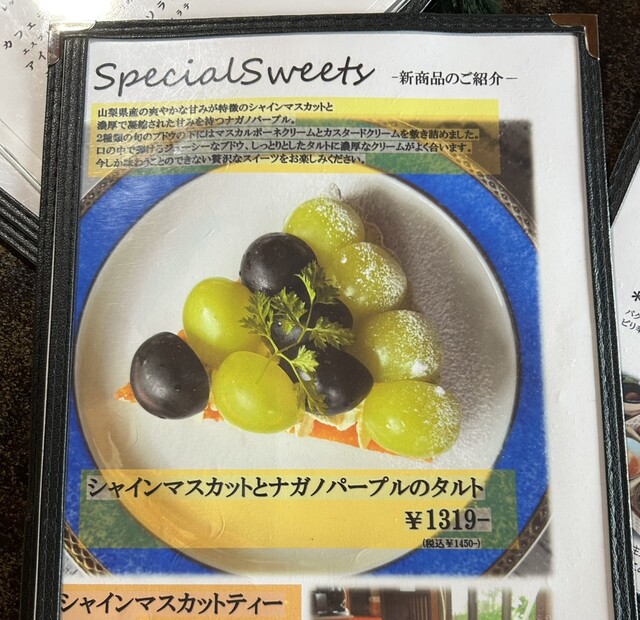 SpecialSweets -新商品のご紹介-
山梨県産の爽やかな甘みが特徴のシャインマスカットと
濃厚で凝縮された甘みを持つナガノパープル。
2種類の旬のブドウの下にはマスカルポーネクリームとカスタードクリームを敷き詰めました。
口の中で弾けるジューシーなブドウ、しっとりとしたタルトに濃厚なクリームがよく合います。
今しか味わうことのできない贅沢なスイーツをお楽しみください。
シャインマスカットとナガノパープルのタルト
¥1319-
(税込¥1450-)
シャインマスカットティー
カフェ